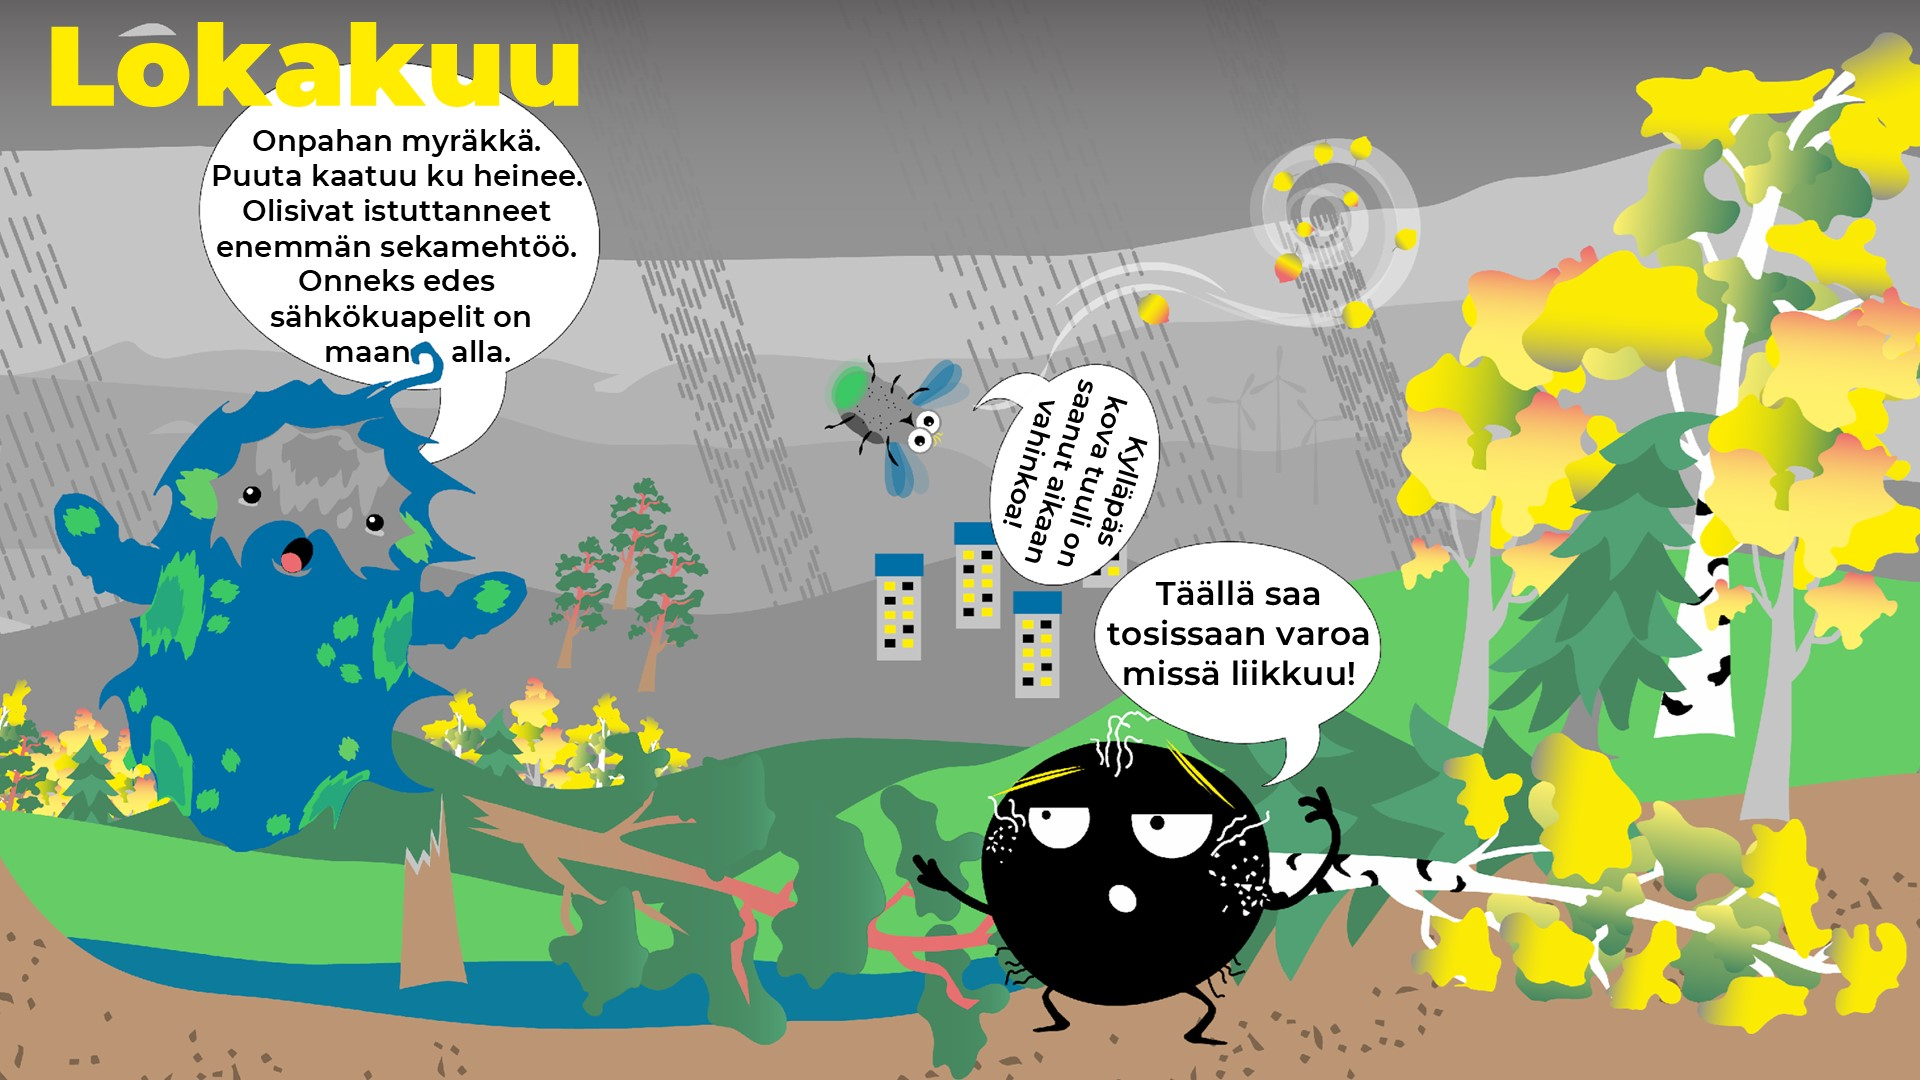 Lokakuu
Onpahan myräkkä.
Puuta kaatuu ku heinee.
Olisivat istuttanneet
enemmän sekamehtöö.
Onneks edes
sähkökuapelit on
maan alla.
Kylläpäs
kova tuuli on
saanut aikaan
vahinkoa!
Täällä saa
tosissaan varoa
missä liikkuu!